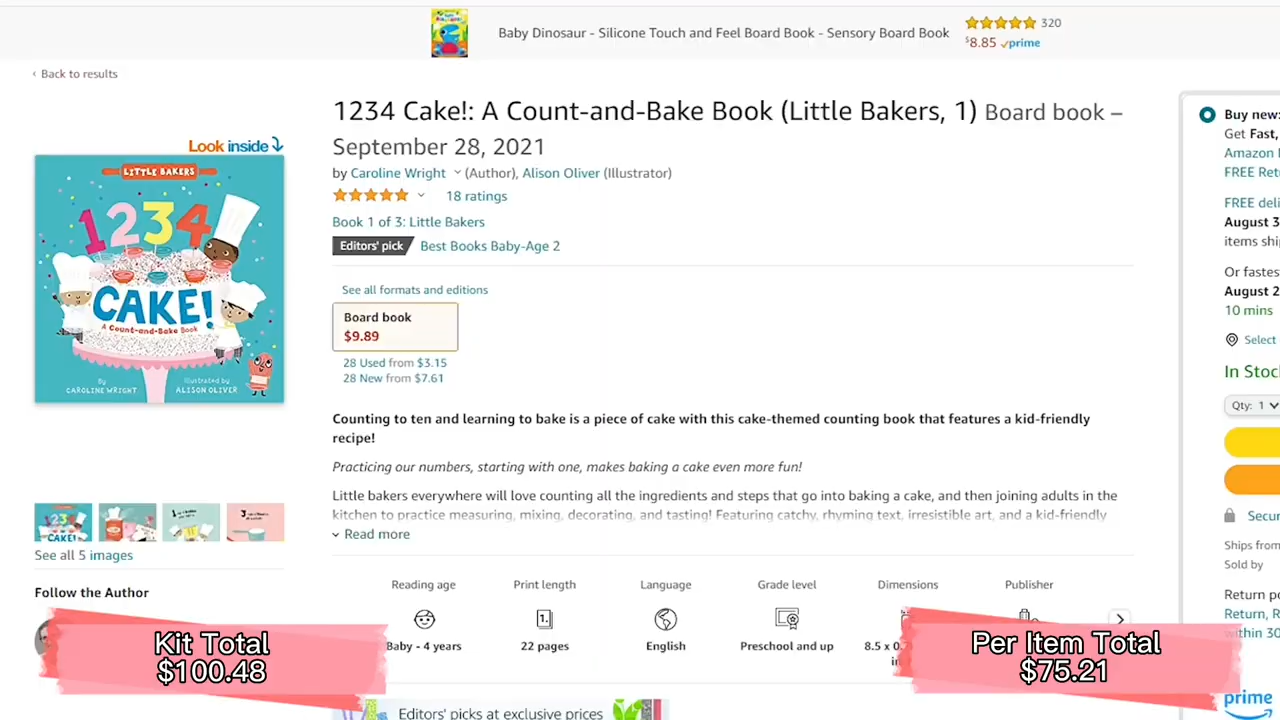 Baby Dinosaur - Silicone Touch and Feel Board Book - Sensory Board Book
320
$8.85 prime
‹ Back to results
Look inside
LITTLE BAKERS
1234
CAKE!
A Count-and-Bake Book
By
CAROLINE WRIGHT
Illustrated by
ALISON OLIVER
See all 5 images
Follow the Author
1234 Cake!: A Count-and-Bake Book (Little Bakers, 1) Board book –
September 28, 2021
by Caroline Wright (Author), Alison Oliver (Illustrator)
18 ratings
Book 1 of 3: Little Bakers
Editors' pick Best Books Baby-Age 2
See all formats and editions
Board book
$9.89
28 Used from $3.15
28 New from $7.61
Counting to ten and learning to bake is a piece of cake with this cake-themed counting book that features a kid-friendly
recipe!
Practicing our numbers, starting with one, makes baking a cake even more fun!
Little bakers everywhere will love counting all the ingredients and steps that go into baking a cake, and then joining adults in the
kitchen to practice measuring, mixing, decorating, and tasting! Featuring catchy, rhyming text, irresistible art, and a kid-friendly
Read more
Reading age
Baby - 4 years
Print length
1.
22 pages
Language
English
Grade level
Preschool and up
Dimensions
8.5 x 0.
Publisher
Editors' picks at exclusive prices
Buy new:
Get Fast,
Amazon
FREE Ret
FREE deli
August 3
items shi
Or fastes
August 2
10 mins
Select
In Stoc
Qty: 1
Secur
Ships from
Sold by
Return po
Return, R
within 30
prime
Kit Total
$100.48
Per Item Total
$75.21